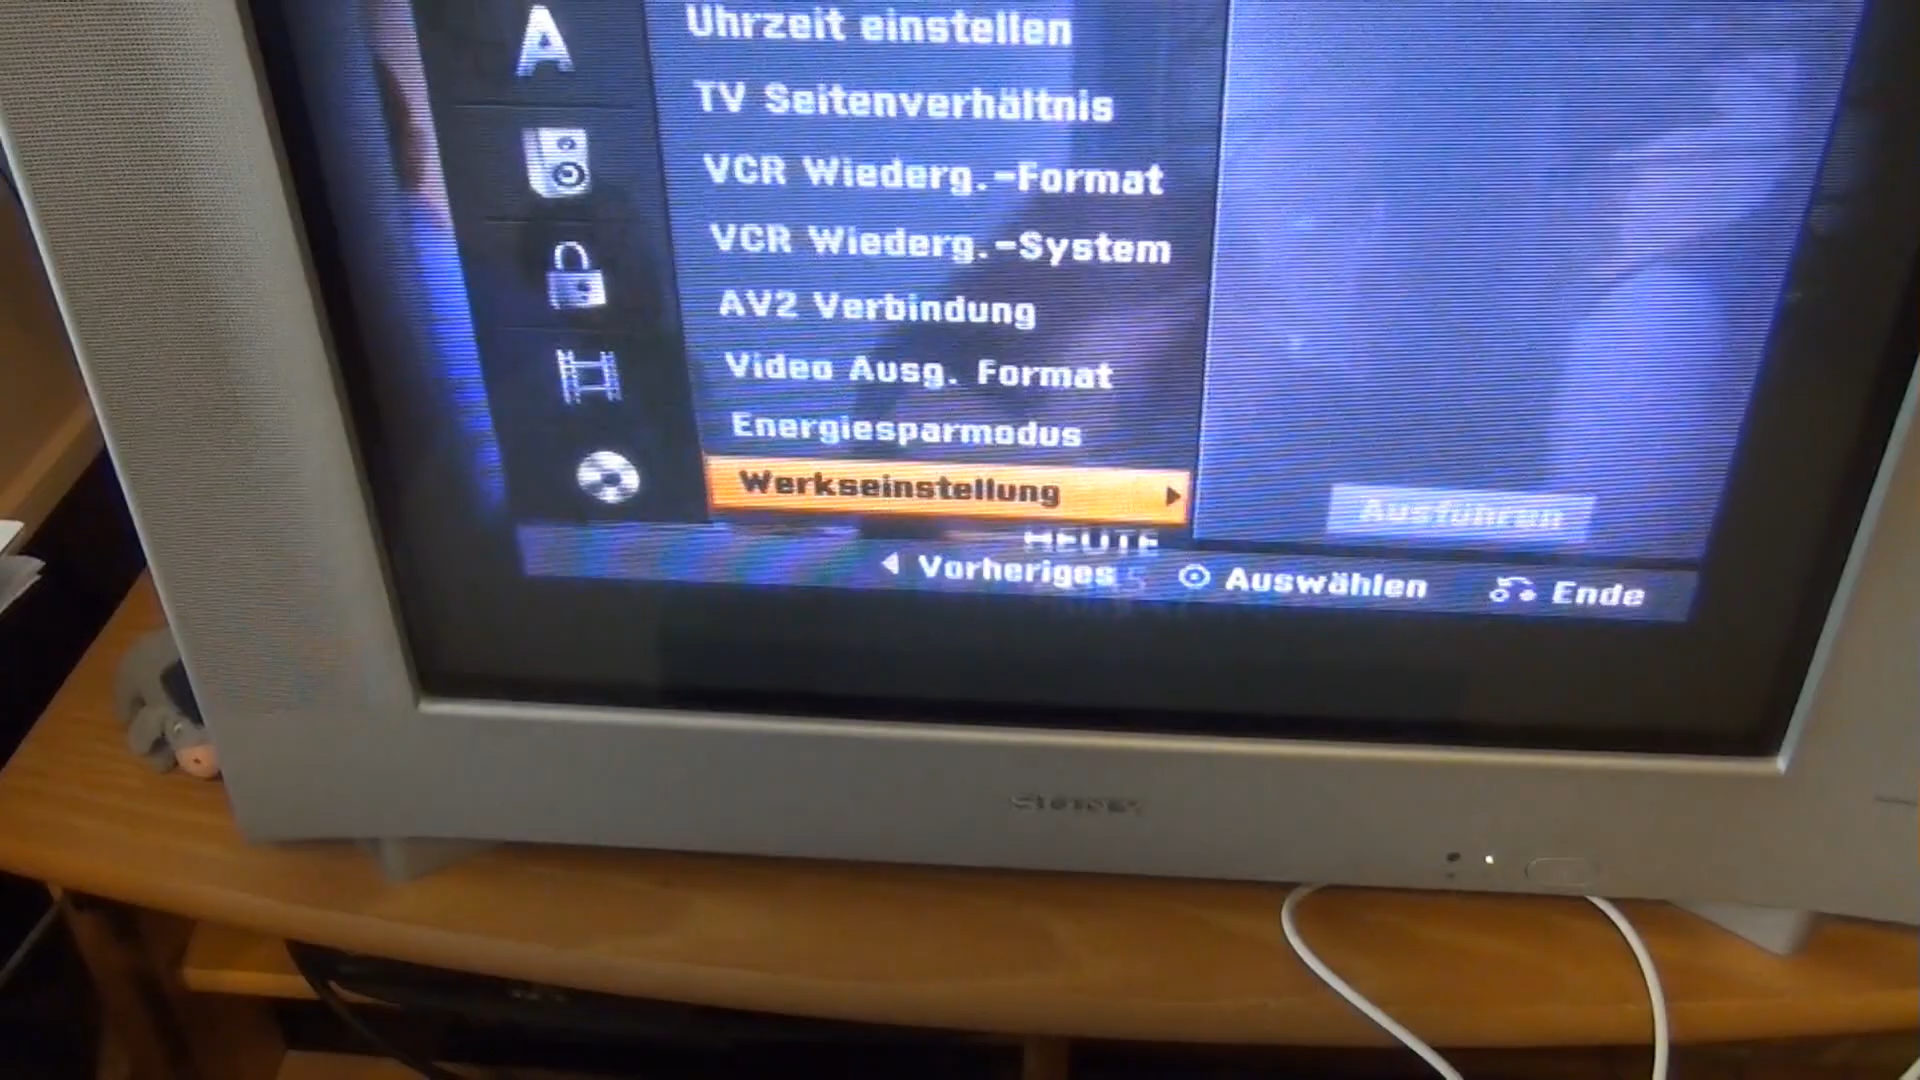 A
Uhrzeit einstellen
TV Seitenverhältnis
VCR Wiederg.-Format
VCR Wiederg.-System
AV2 Verbindung
Video Ausg. Format
Energiesparmodus
Werkseinstellung
Ausführen
HEUTE
Vorheriges
Auswählen
Ende
SONY